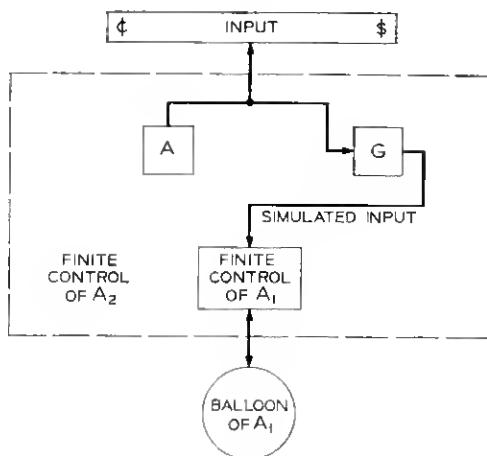 ¢ INPUT $
A
G
SIMULATED INPUT
FINITE
CONTROL
OF A₂
FINITE
CONTROL
OF A₁
BALLOON
OF A₁